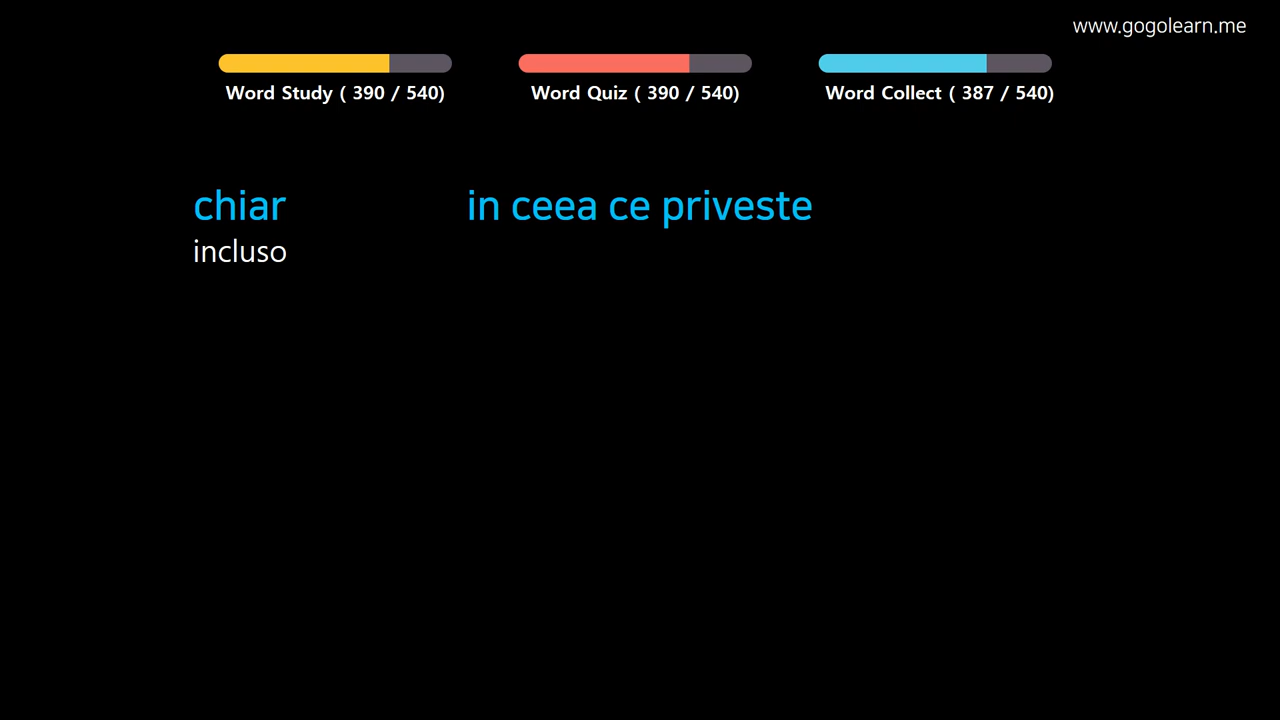 www.gogolearn.me
Word Study ( 390 / 540)
Word Quiz ( 390 / 540)
Word Collect ( 387 / 540)
chiar
incluso
in ceea ce priveste